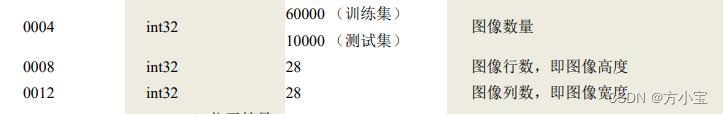 60000 （训练集）
0004 int32 图像数量
10000 （测试集）
0008 int32 28 图像行数，即图像高度
0012 int32 28 图像列数，即图像宽度
CSDN @方小宝